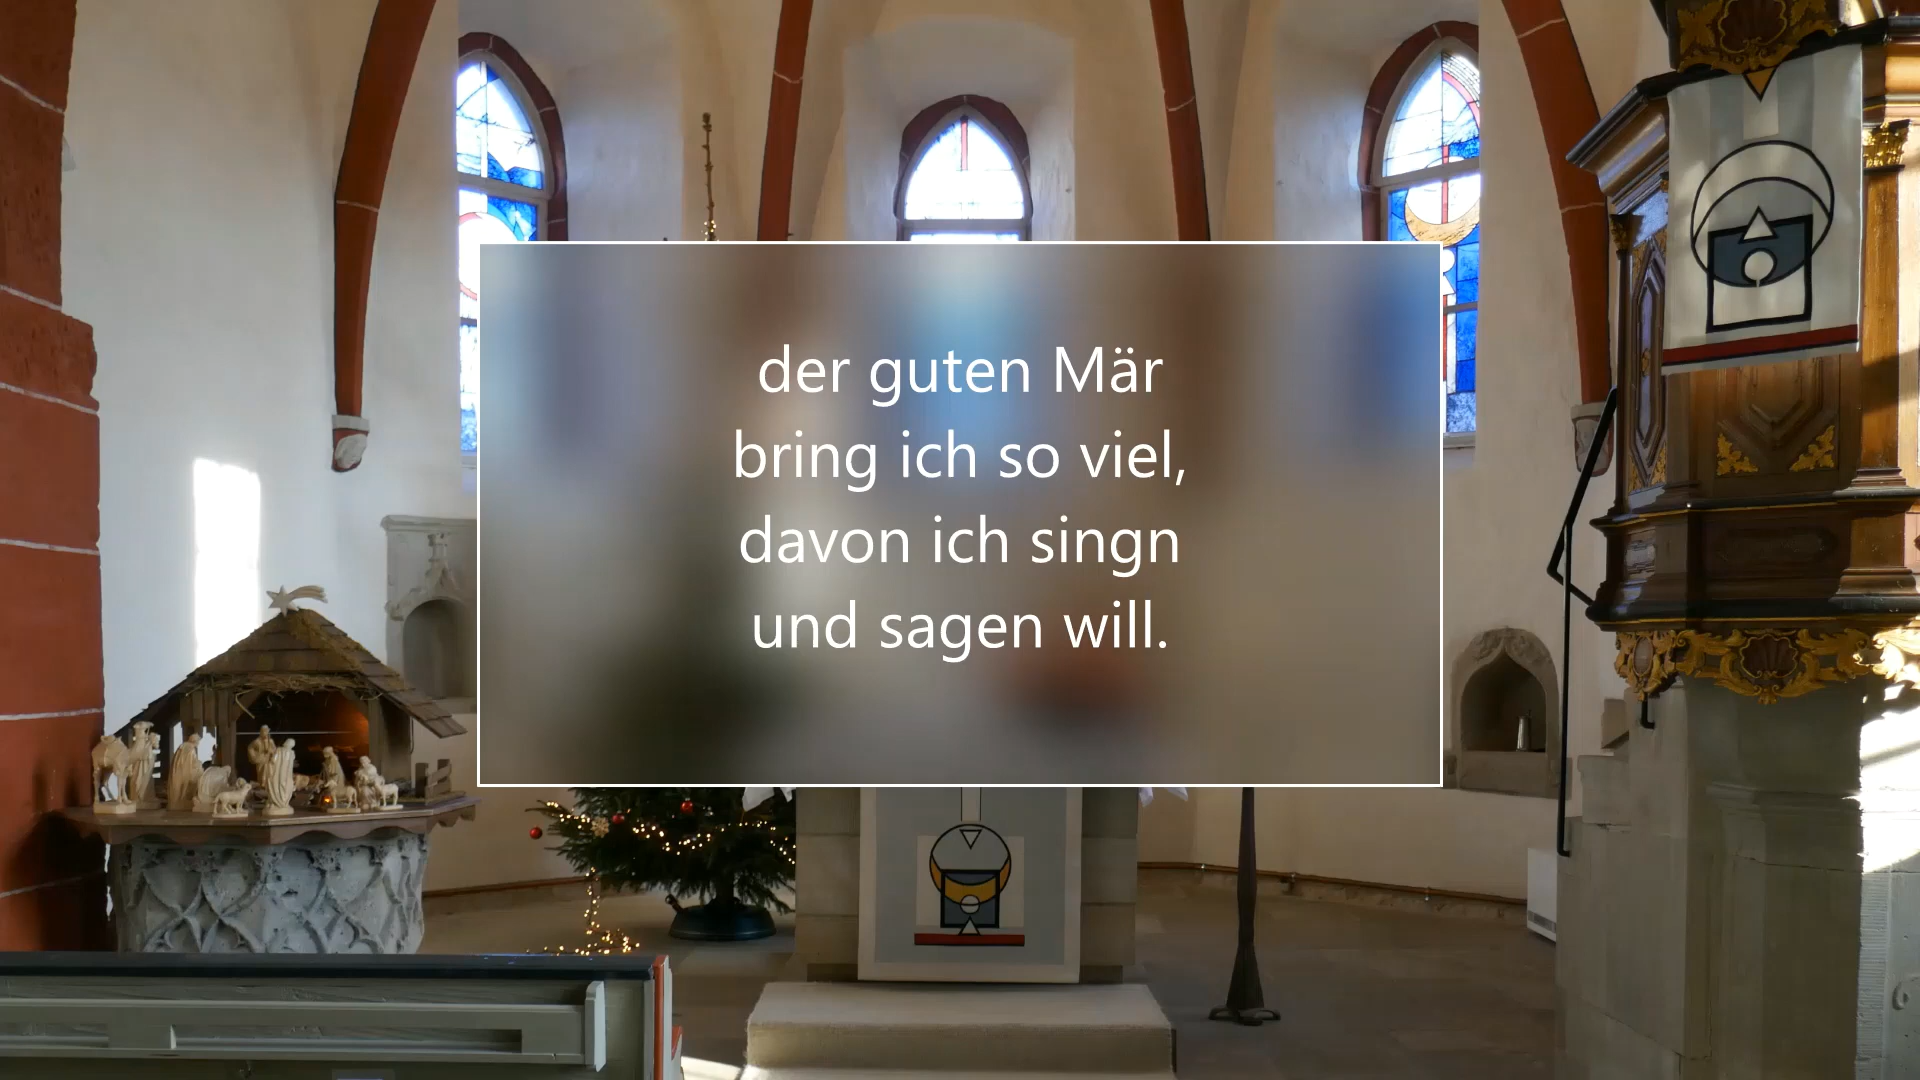 der guten Mär
bring ich so viel,
davon ich singn
und sagen will.